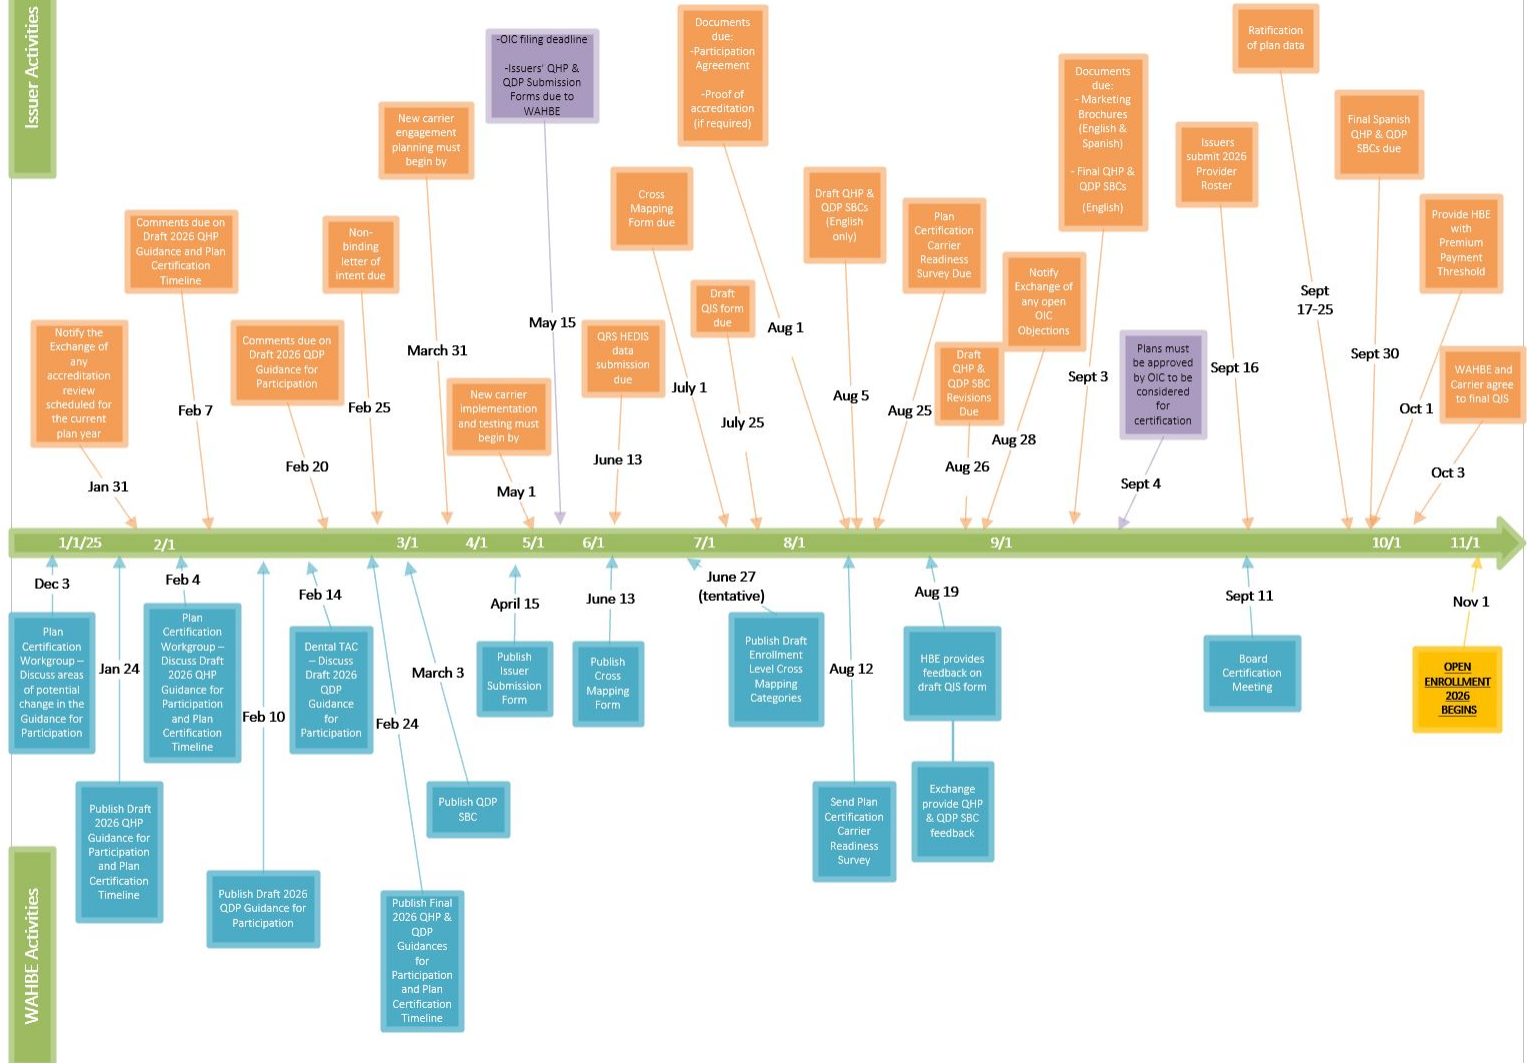 Issuer Activities
Notify the
Exchange of
any
accreditation
review
scheduled for
the current
plan year
Jan 31
Comments due on
Draft 2026 QHP
Guidance and Plan
Certification
Timeline
Feb 7
Comments due on
Draft 2026 QDP
Guidance for
Participation
Feb 20
Non-
binding
letter of
intent due
Feb 25
New carrier
engagement
planning must
begin by
March 31
New carrier
implementation
and testing must
begin by
May 1
-OIC filing deadline
-Issuers' QHP &
QDP Submission
Forms due to
WAHBE
May 15
QRS HEDIS
data
submission
due
June 13
Cross
Mapping
Form due
July 1
Draft
QIS form
due
July 25
Documents
due:
-Participation
Agreement
-Proof of
accreditation
(if required)
Aug 1
Draft QHP &
QDP SBCs
(English
only)
Aug 5
Plan
Certification
Carrier
Readiness
Survey Due
Aug 25
Draft
QHP &
QDP SBC
Revisions
Due
Aug 26
Notify
Exchange of
any open
OIC
Objections
Aug 28
Documents
due:
- Marketing
Brochures
(English &
Spanish)
- Final QHP &
QDP SBCs
(English)
Sept 3
Plans must
be approved
by OIC to be
considered
for
certification
Sept 4
Issuers
submit 2026
Provider
Roster
Sept 16
Ratification
of plan data
Sept
17-25
Final Spanish
QHP & QDP
SBCs due
Sept 30
Provide HBE
with
Premium
Payment
Threshold
Oct 1
WAHBE and
Carrier agree
to final QIS
Oct 3
1/1/25
2/1
3/1
4/1
5/1
6/1
7/1
8/1
9/1
10/1
11/1
Dec 3
Plan
Certification
Workgroup –
Discuss areas
of potential
change in the
Guidance for
Participation
Jan 24
Publish Draft
2026 QHP
Guidance for
Participation
and Plan
Certification
Timeline
Feb 4
Plan
Certification
Workgroup –
Discuss Draft
2026 QHP
Guidance for
Participation
and Plan
Certification
Timeline
Feb 10
Publish Draft 2026
QDP Guidance for
Participation
Feb 14
Dental TAC
– Discuss
Draft 2026
QDP
Guidance
for
Participation
Feb 24
Publish Final
2026 QHP &
QDP
Guidances
for
Participation
and Plan
Certification
Timeline
March 3
Publish QDP
SBC
April 15
Publish
Issuer
Submission
Form
June 13
Publish
Cross
Mapping
Form
June 27
(tentative)
Publish Draft
Enrollment
Level Cross
Mapping
Categories
Aug 12
Send Plan
Certification
Carrier
Readiness
Survey
Aug 19
HBE provides
feedback on
draft QIS form
Exchange
provide QHP
& QDP SBC
feedback
Sept 11
Board
Certification
Meeting
Nov 1
OPEN
ENROLLMENT
2026
BEGINS
WAHBE Activities